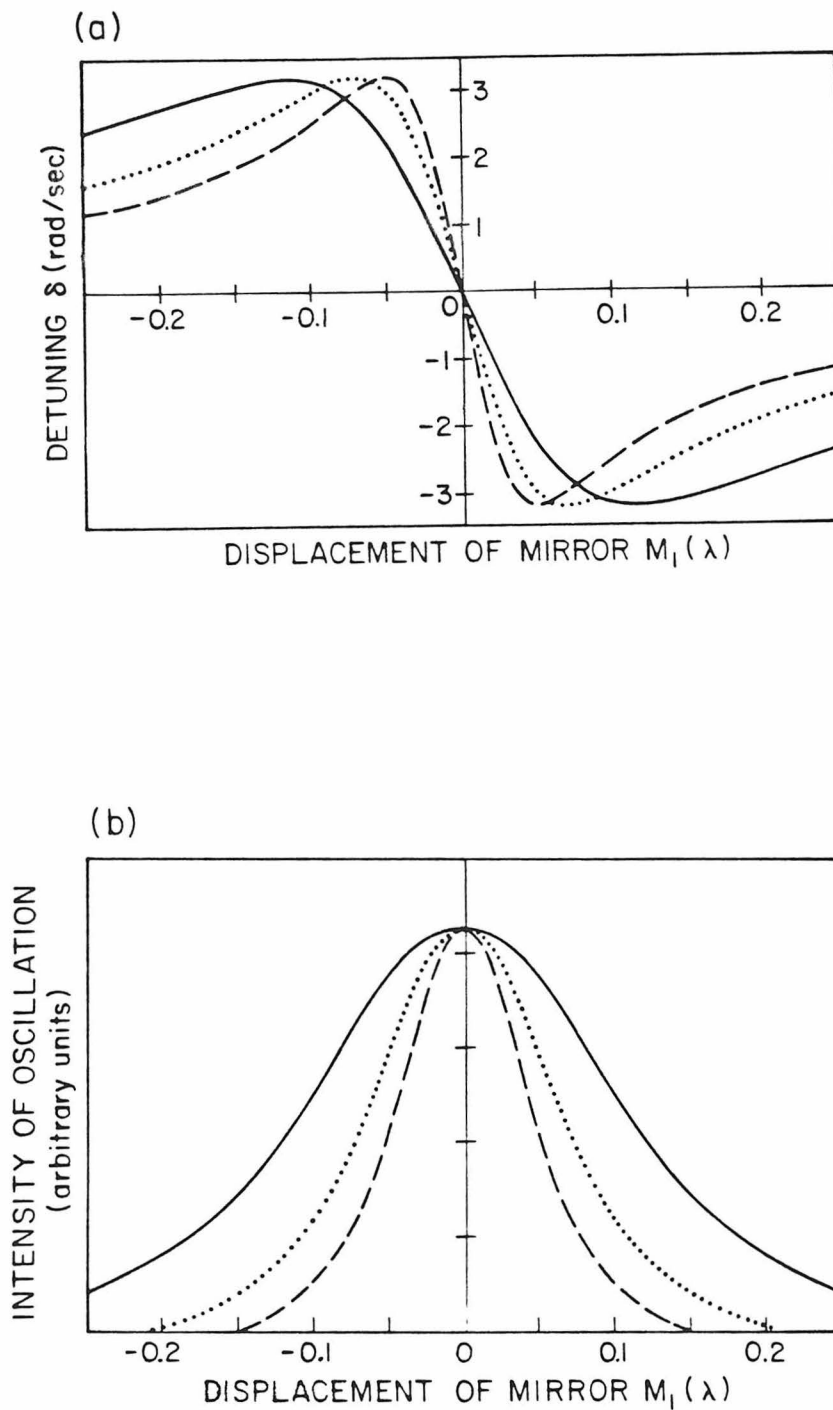 (a)
DETUNING δ (rad/sec)
3
2
1
0
-1
-2
-3
-0.2
-0.1
0.1
0.2
DISPLACEMENT OF MIRROR M₁(λ)
(b)
INTENSITY OF OSCILLATION
(arbitrary units)
-0.2
-0.1
0
0.1
0.2
DISPLACEMENT OF MIRROR M₁(λ)